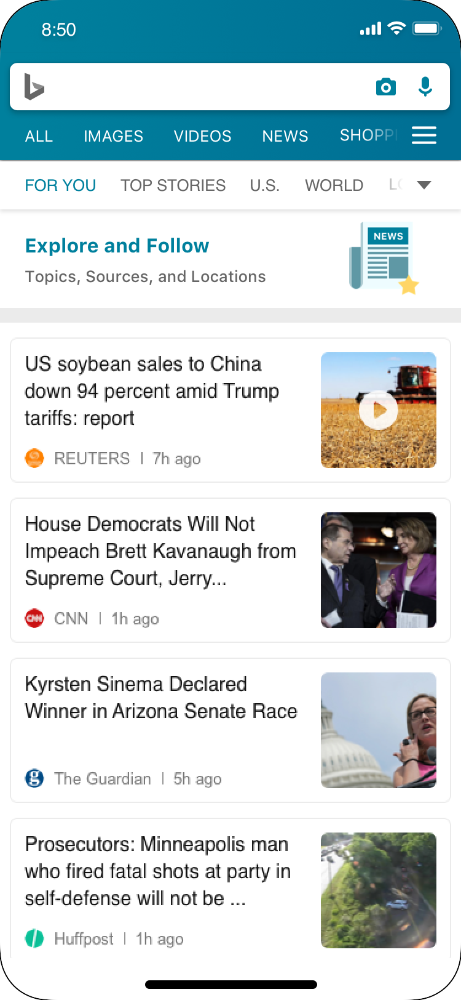 8:50
ALL IMAGES VIDEOS NEWS SHOPPI
FOR YOU TOP STORIES U.S. WORLD LO
Explore and Follow
Topics, Sources, and Locations
NEWS
US soybean sales to China
down 94 percent amid Trump
tariffs: report
REUTERS | 7h ago
House Democrats Will Not
Impeach Brett Kavanaugh from
Supreme Court, Jerry...
CNN
CNN | 1h ago
Kyrsten Sinema Declared
Winner in Arizona Senate Race
g
The Guardian | 5h ago
Prosecutors: Minneapolis man
who fired fatal shots at party in
self-defense will not be ...
Huffpost | 1h ago